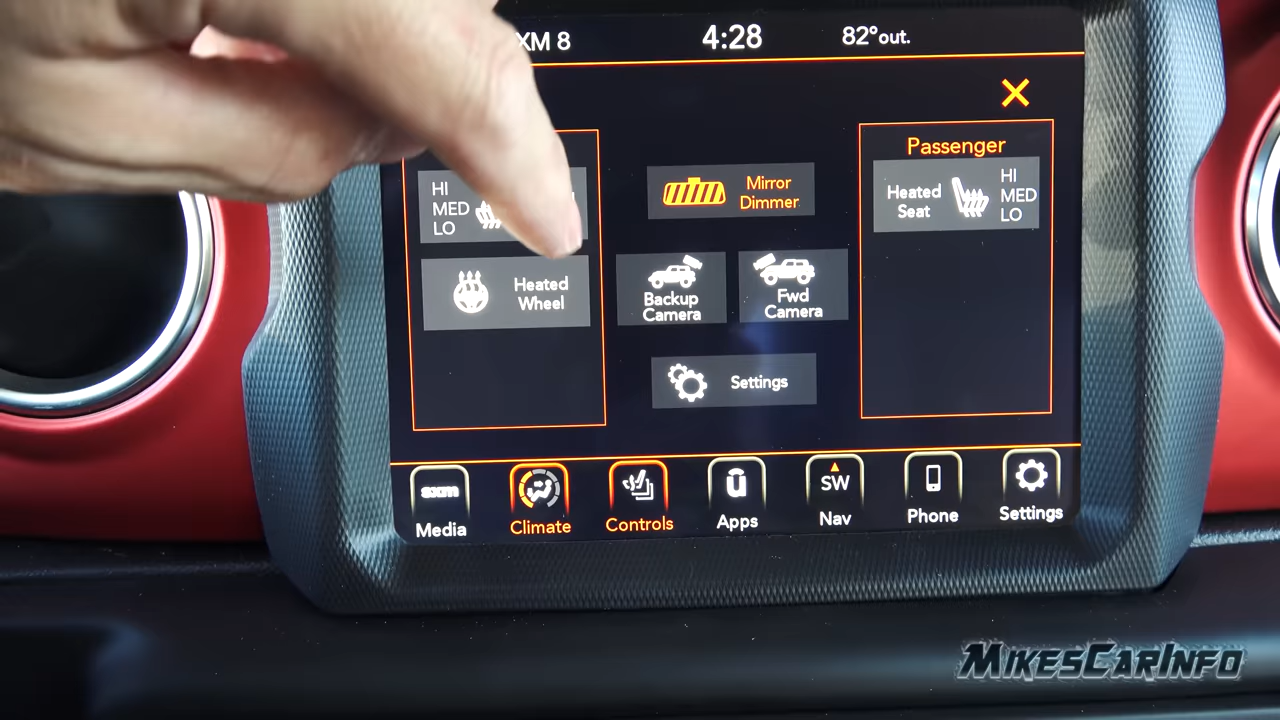 XM 8
4:28
82°out.
Passenger
HI
MED
LO
Mirror
Dimmer
Heated
Seat
HI
MED
LO
Heated
Wheel
Backup
Camera
Fwd
Camera
Settings
sxm
Media
Climate
Controls
Apps
SW
Nav
Phone
Settings
MIKESCARINFO